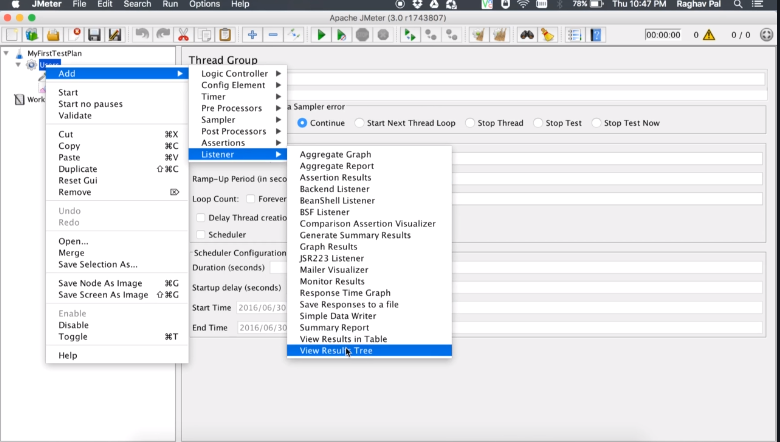 JMeter File Edit Search Run Options Help 78% Thu 10:47 PM Raghav Pal
Apache JMeter (3.0 r1743807)
00:00:00 0 0 / 0
MyFirstTestPlan
Users
Work
Add
Start
Start no pauses
Validate
Cut ⌘X
Copy ⌘C
Paste ⌘V
Duplicate ⇧⌘C
Reset Gui
Remove ⌦
Undo
Redo
Open...
Merge
Save Selection As...
Save Node As Image ⌘G
Save Screen As Image ⇧⌘G
Enable
Disable
Toggle ⌘T
Help
Logic Controller
Config Element
Timer
Pre Processors
Sampler
Post Processors
Assertions
Listener
Aggregate Graph
Aggregate Report
Assertion Results
Backend Listener
BeanShell Listener
BSF Listener
Comparison Assertion Visualizer
Generate Summary Results
Graph Results
JSR223 Listener
Mailer Visualizer
Monitor Results
Response Time Graph
Save Responses to a file
Simple Data Writer
Summary Report
View Results in Table
View Results Tree
Thread Group
a Sampler error
Continue Start Next Thread Loop Stop Thread Stop Test Stop Test Now
Ramp-Up Period (in seco
Loop Count: Forever
Delay Thread creatio
Scheduler
Scheduler Configuration
Duration (seconds)
Startup delay (seconds)
Start Time 2016/06/30
End Time 2016/06/30